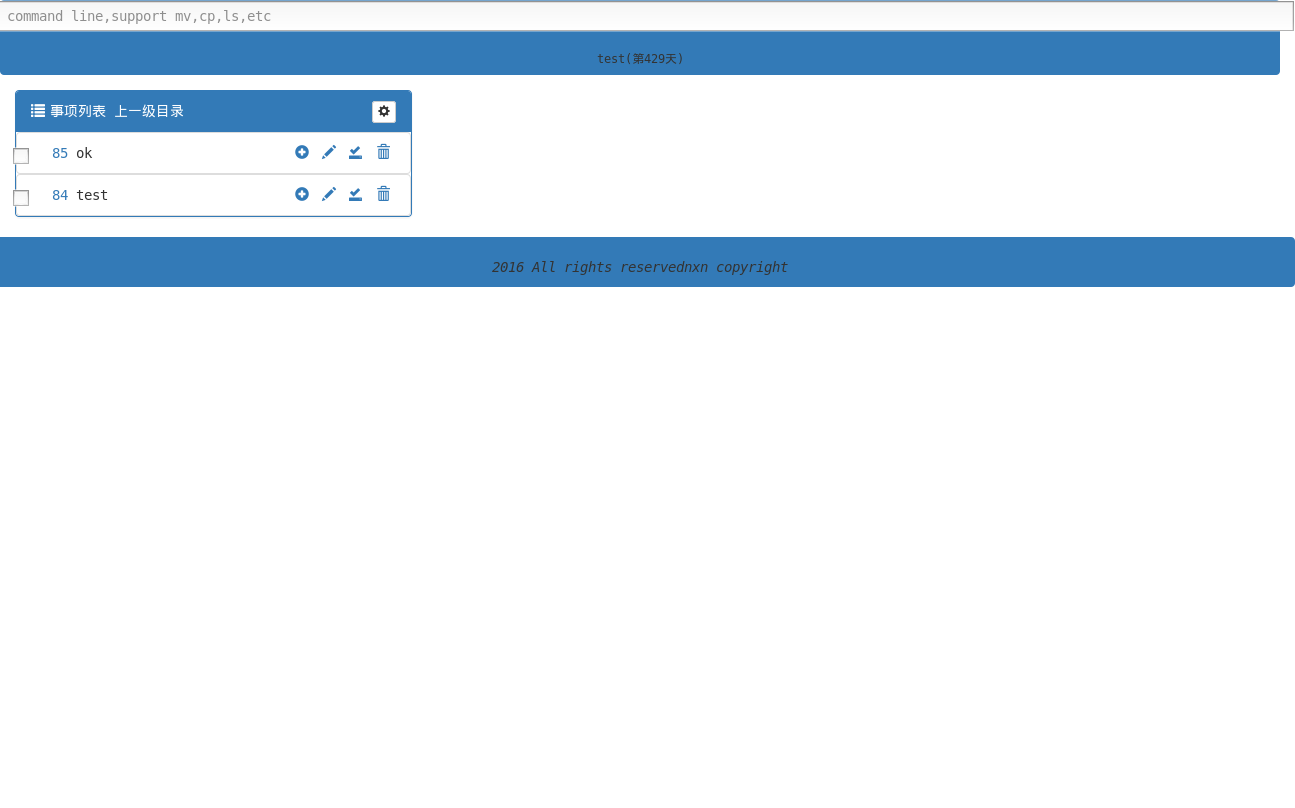 command line,support mv,cp,ls,etc
test(第429天)
事项列表 上一级目录
85 ok
84 test
2016 All rights reservednxn copyright